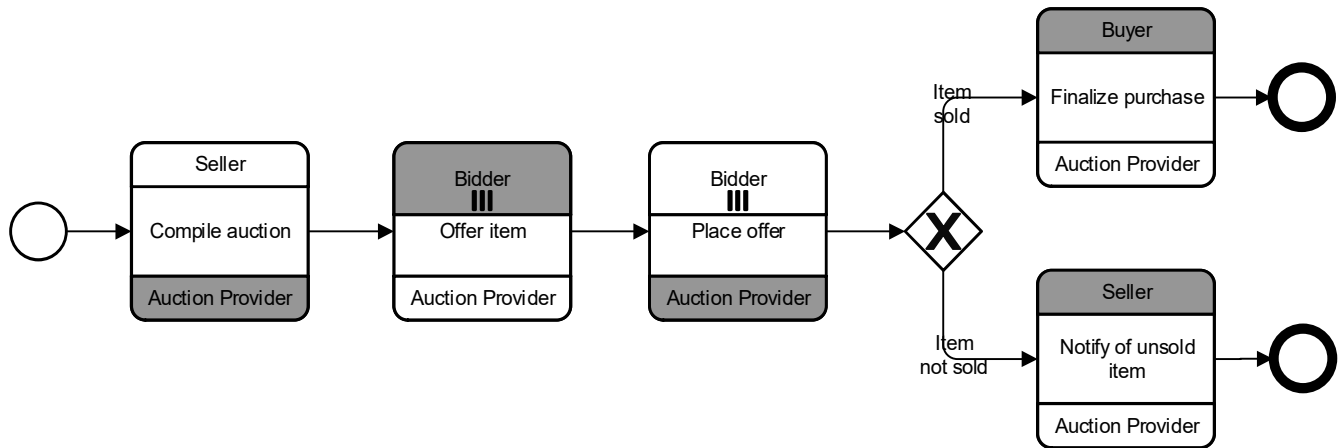 Seller
Compile auction
Auction Provider
Bidder
Offer item
Auction Provider
Bidder
Place offer
Auction Provider
Item
sold
Buyer
Finalize purchase
Auction Provider
Item
not sold
Seller
Notify of unsold
item
Auction Provider